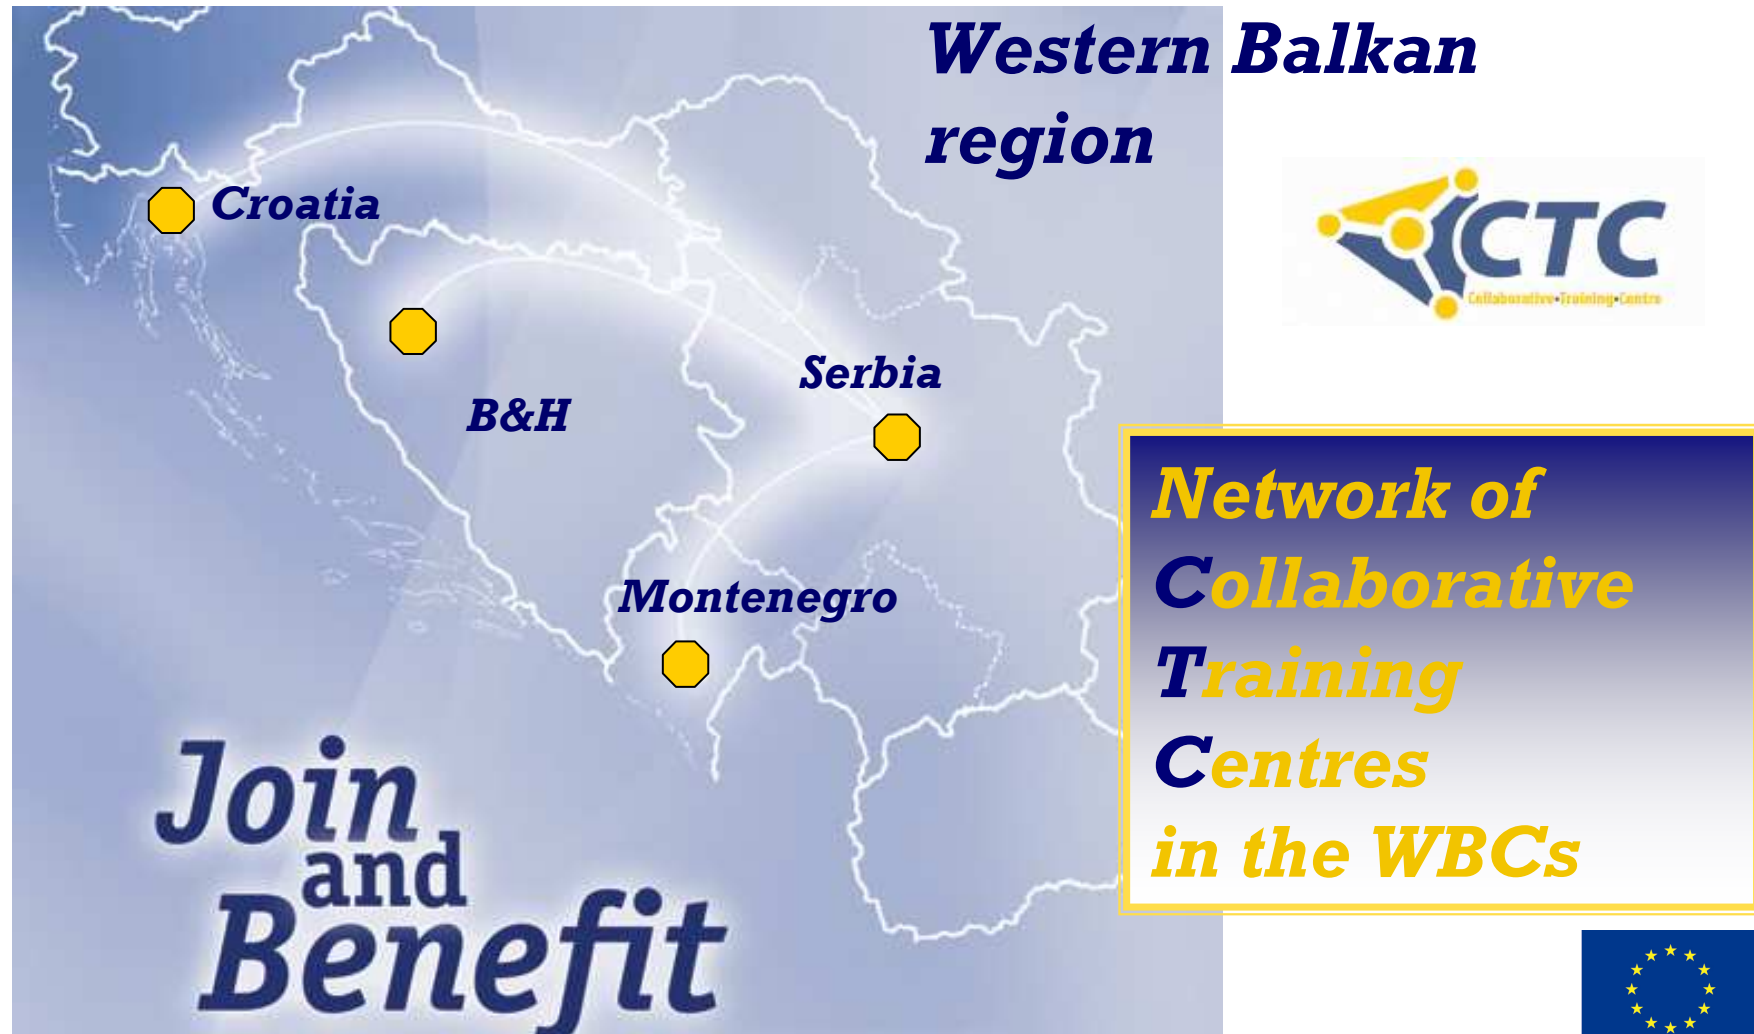 Western Balkan
region
CTC
Collaborative•Training•Centre
Croatia
Serbia
B&H
Montenegro
Network of
Collaborative
Training
Centres
in the WBCs
Join
and
Benefit